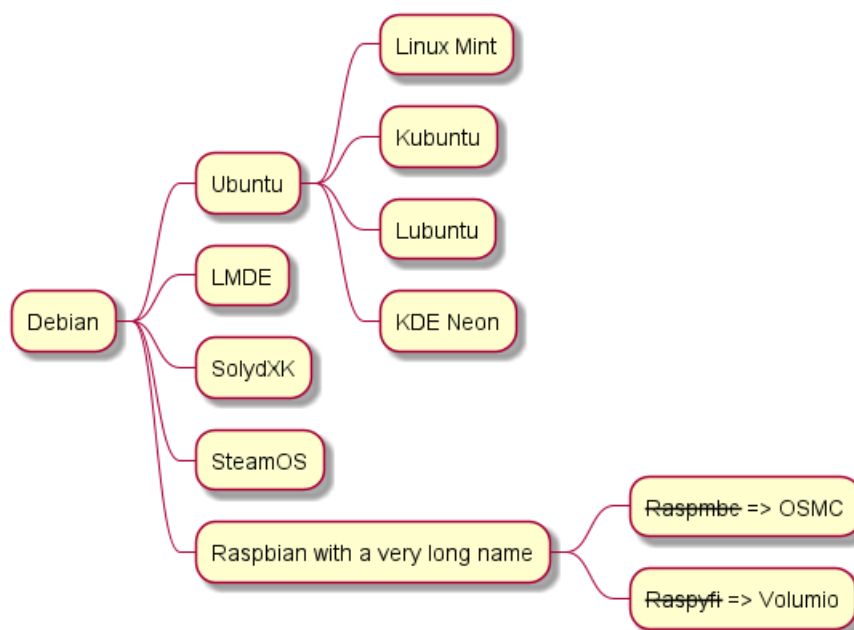 Debian
Ubuntu
Linux Mint
Kubuntu
Lubuntu
KDE Neon
LMDE
SolydXK
SteamOS
Raspbian with a very long name
Raspmbc => OSMC
Raspyfi => Volumio